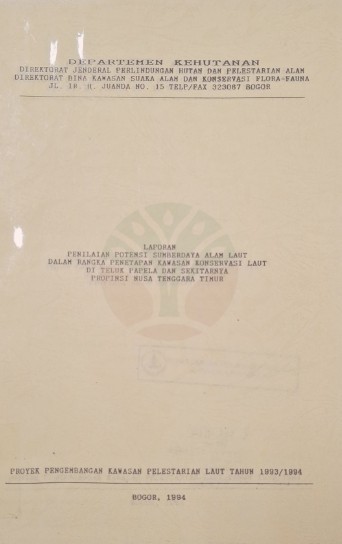 DEPARTEMEN KEHUTANAN
DIREKTORAT JENDERAL PERLINDUNGAN HUTAN DAN PELESTARIAN ALAM
DIREKTORAT BINA KAWASAN SUAKA ALAM DAN KONSERVASI FLORA-FAUNA
JL. IR. H. JUANDA NO. 15 TELP/FAX 323067 BOGOR
LAPORAN
PENILAIAN POTENSI SUMBERDAYA ALAM LAUT
DALAM RANGKA PENETAPAN KAWASAN KONSERVASI LAUT
DI TELUK PAPELA DAN SEKITARNYA
PROPINSI NUSA TENGGARA TIMUR
PROYEK PENGEMBANGAN KAWASAN PELESTARIAN LAUT TAHUN 1993/1994
BOGOR, 1994